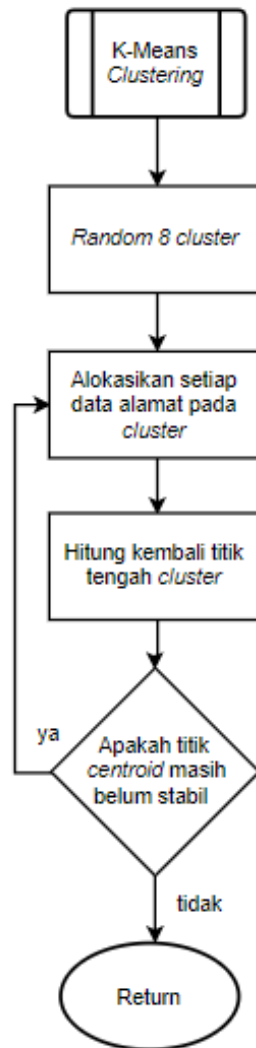 K-Means
Clustering
Random 8 cluster
Alokasikan setiap
data alamat pada
cluster
Hitung kembali titik
tengah cluster
ya
Apakah titik
centroid masih
belum stabil
tidak
Return